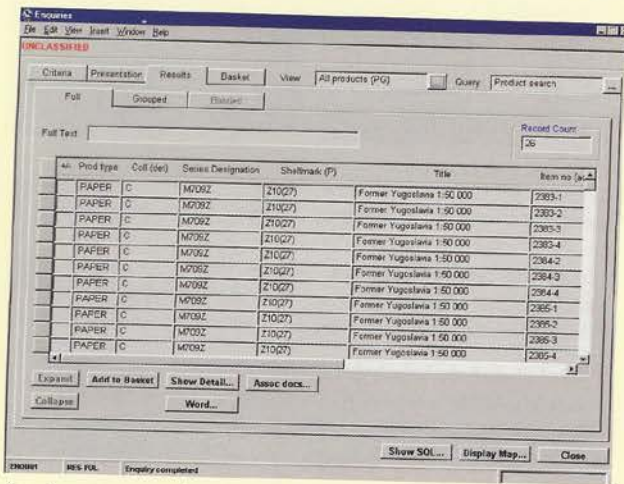 Enquiries
File Edit View Insert Window Help
UNCLASSIFIED
Criteria Presentation Results Basket View All products (PG) ... Query Product search ...
Full Grouped
Full Text
Record Count
26
+/- Prod type Coll (del) Series Designation Shelfmark (P) Title Item no (au
PAPER C M709Z Z10(27) Former Yugoslavia 1:50 000 2383-1
PAPER C M709Z Z10(27) Former Yugoslavia 1:50 000 2383-2
PAPER C M709Z Z10(27) Former Yugoslavia 1:50 000 2383-3
PAPER C M709Z Z10(27) Former Yugoslavia 1:50 000 2383-4
PAPER C M709Z Z10(27) Former Yugoslavia 1:50 000 2384-2
PAPER C M709Z Z10(27) Former Yugoslavia 1:50 000 2384-3
PAPER C M709Z Z10(27) Former Yugoslavia 1:50 000 2384-4
PAPER C M709Z Z10(27) Former Yugoslavia 1:50 000 2385-1
PAPER C M709Z Z10(27) Former Yugoslavia 1:50 000 2385-2
PAPER C M709Z Z10(27) Former Yugoslavia 1:50 000 2385-3
PAPER C M709Z Z10(27) Former Yugoslavia 1:50 000 2385-4
Expand Add to Basket Show Detail... Assoc docs...
Collapse Word...
Show SQL... Display Map... Close
RES FUL Enquiry completed